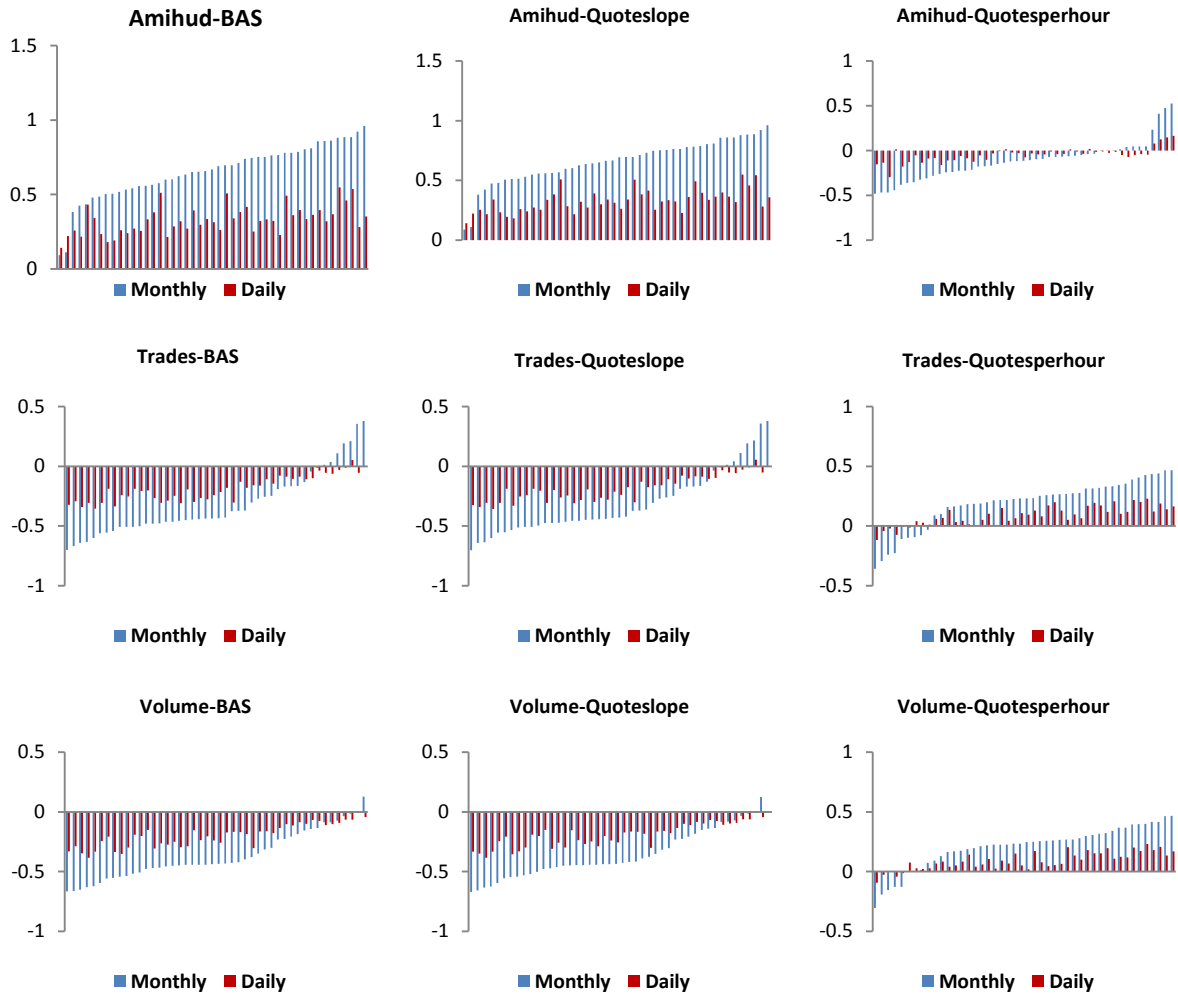 Amihud-BAS
1.5
1
0.5
0
Monthly Daily
Amihud-Quoteslope
1.5
1
0.5
0
Monthly Daily
Amihud-Quotesperhour
1
0.5
0
-0.5
-1
Monthly Daily
Trades-BAS
0.5
0
-0.5
-1
Monthly Daily
Trades-Quoteslope
0.5
0
-0.5
-1
Monthly Daily
Trades-Quotesperhour
1
0.5
0
-0.5
Monthly Daily
Volume-BAS
0.5
0
-0.5
-1
Monthly Daily
Volume-Quoteslope
0.5
0
-0.5
-1
Monthly Daily
Volume-Quotesperhour
1
0.5
0
-0.5
Monthly Daily